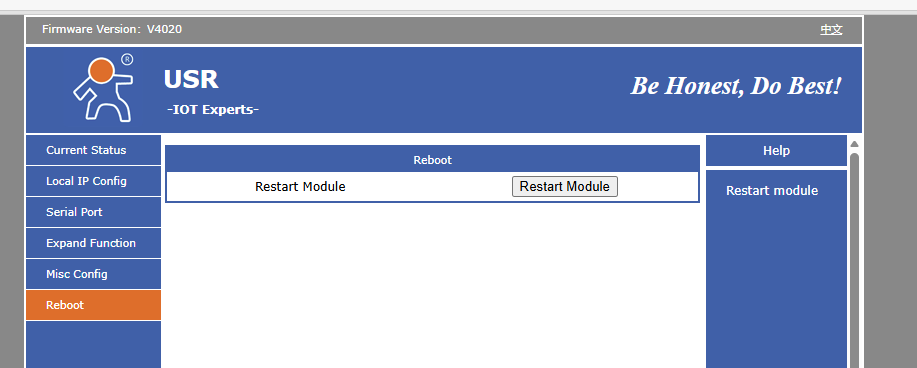 Firmware Version: V4020
中文
®
USR
-IOT Experts-
Be Honest, Do Best!
Current Status
Local IP Config
Serial Port
Expand Function
Misc Config
Reboot
Reboot
Restart Module
Restart Module
Help
Restart module